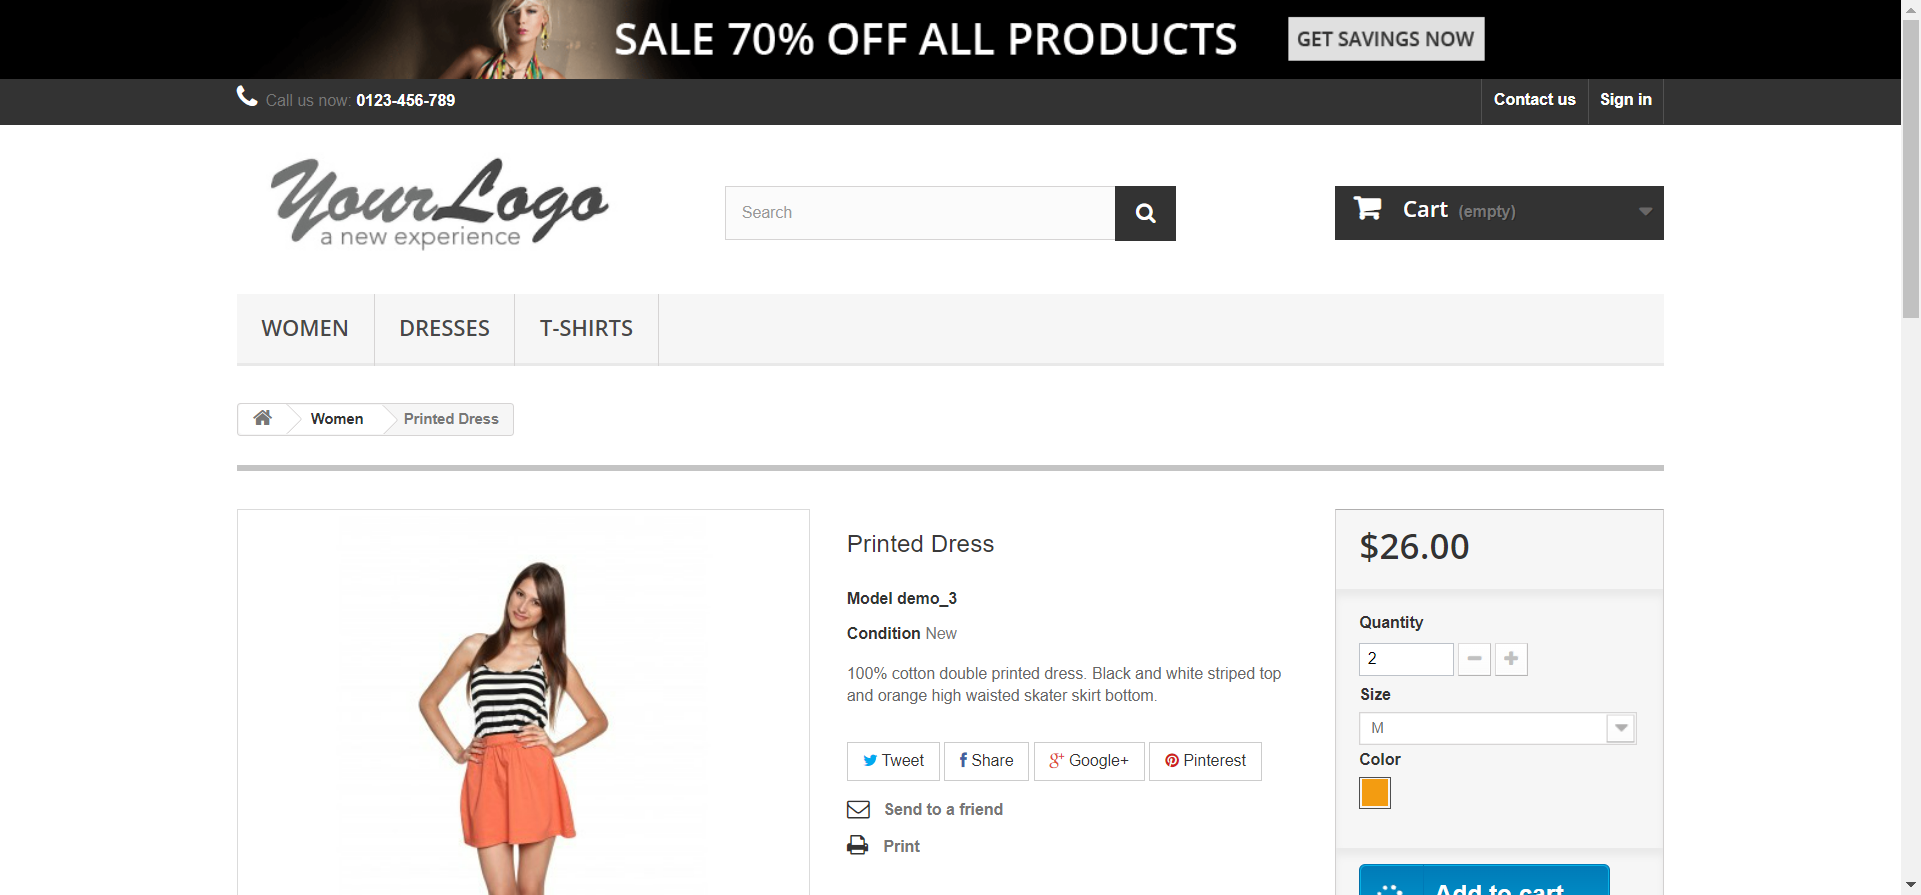 SALE 70% OFF ALL PRODUCTS GET SAVINGS NOW
Call us now: 0123-456-789 Contact us Sign in
YourLogo
a new experience
Search
Cart (empty)
WOMEN DRESSES T-SHIRTS
Women Printed Dress
Printed Dress
Model demo_3
Condition New
100% cotton double printed dress. Black and white striped top
and orange high waisted skater skirt bottom.
Tweet Share Google+ Pinterest
Send to a friend
Print
$26.00
Quantity
2
Size
M
Color
Add to cart